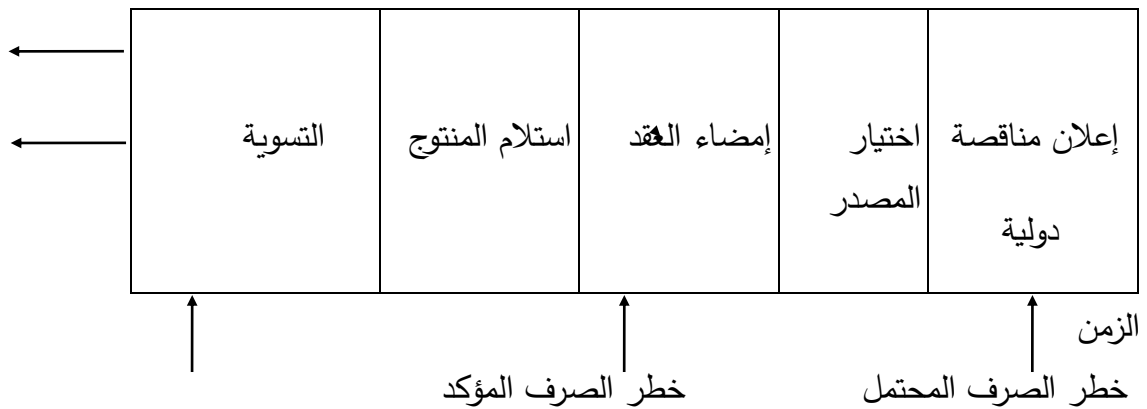 إعلان مناقصة
دولية
اختيار
المصدر
إمضاء العقد
استلام المنتوج
التسوية
الزمن
خطر الصرف المحتمل
خطر الصرف المؤكد